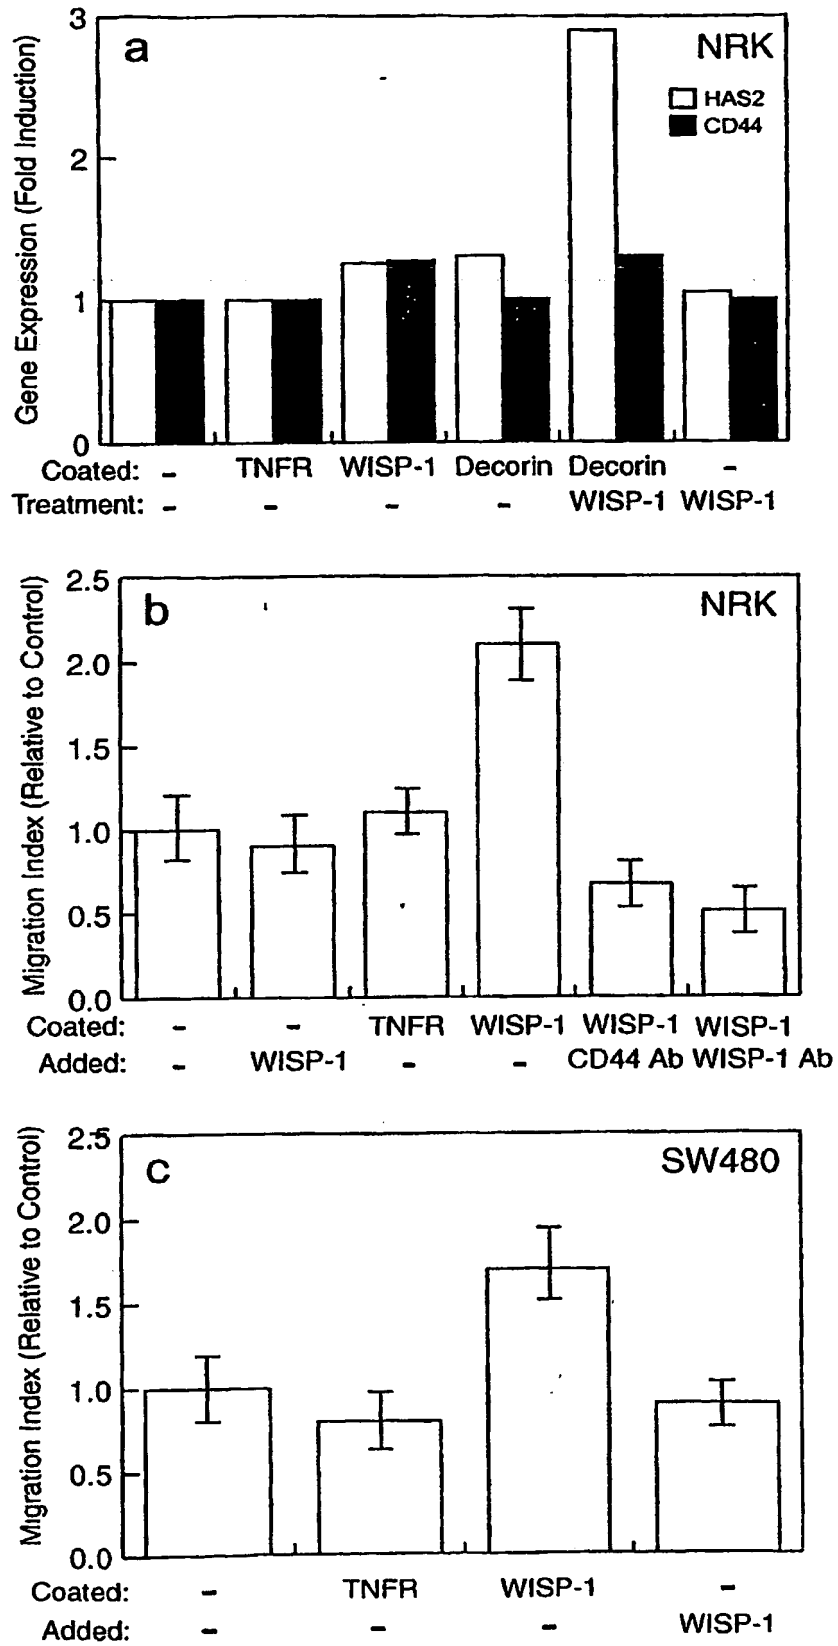 a
NRK
HAS2
CD44
Gene Expression (Fold Induction)
3
2
1
0
Coated: - TNFR WISP-1 Decorin Decorin -
Treatment: - - - - WISP-1 WISP-1
b
NRK
Migration Index (Relative to Control)
2.5
2.0
1.5
1.0
0.5
0.0
Coated: - - TNFR WISP-1 WISP-1 WISP-1
Added: - WISP-1 - - CD44 Ab WISP-1 Ab
c
SW480
Migration Index (Relative to Control)
2.5
2.0
1.5
1.0
0.5
0.0
Coated: - TNFR WISP-1 -
Added: - - - WISP-1